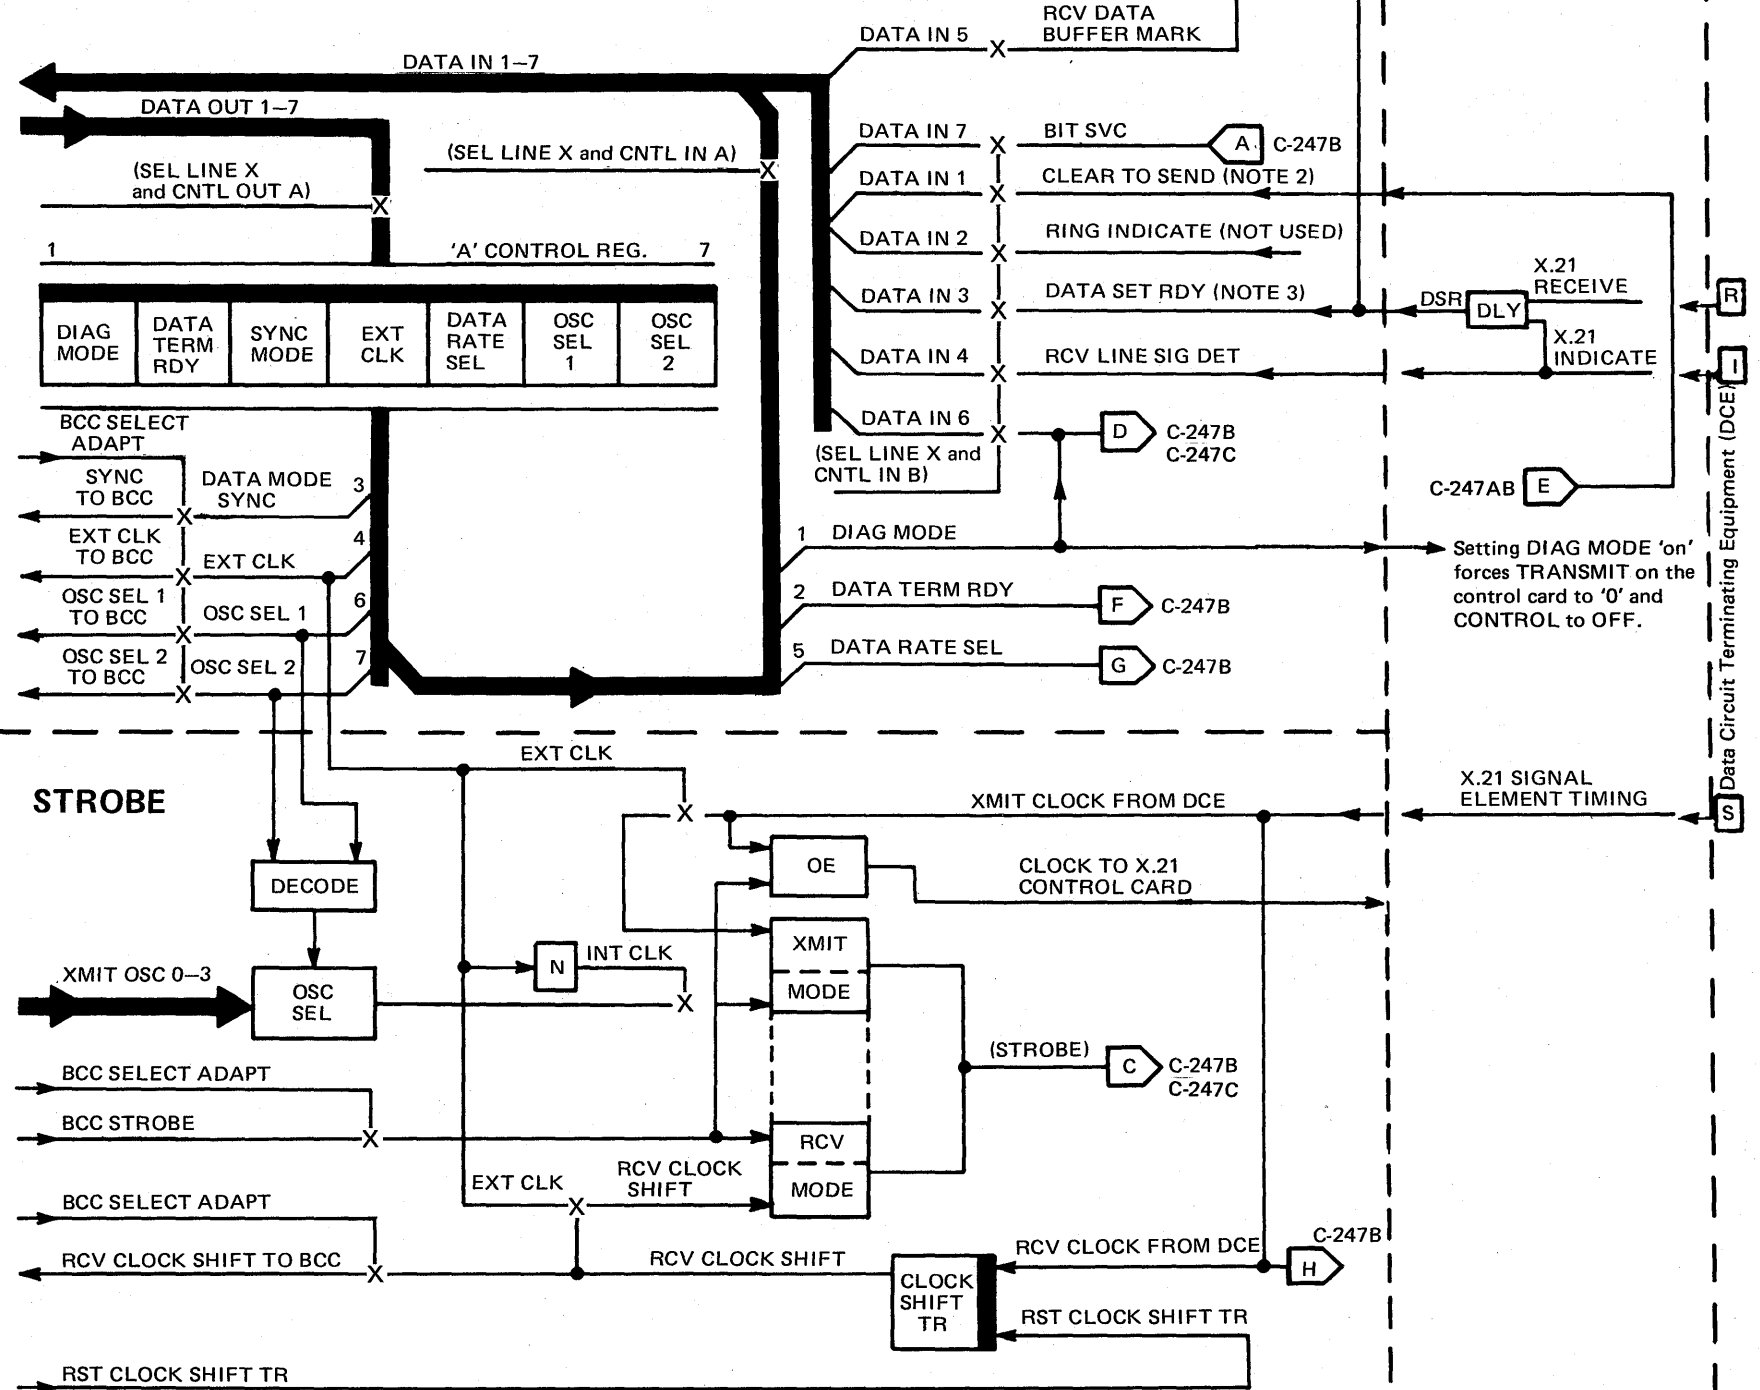 RCV DATA
DATA IN 5 X BUFFER MARK
DATA IN 1–7
DATA OUT 1–7
DATA IN 7 X BIT SVC A C-247B
(SEL LINE X and CNTL IN A) X
(SEL LINE X
and CNTL OUT A) X
DATA IN 1 X CLEAR TO SEND (NOTE 2)
DATA IN 2 X RING INDICATE (NOT USED)
1 'A' CONTROL REG. 7
X.21
RECEIVE R
DATA IN 3 X DATA SET RDY (NOTE 3) DSR DLY
DIAG
MODE
DATA
TERM
RDY
SYNC
MODE
EXT
CLK
DATA
RATE
SEL
OSC
SEL
1
OSC
SEL
2
X.21
INDICATE I
DATA IN 4 X RCV LINE SIG DET
DATA IN 6 X D C-247B
C-247C
(SEL LINE X and
CNTL IN B)
C-247AB E
BCC SELECT
ADAPT
SYNC
TO BCC X DATA MODE
SYNC 3
EXT CLK
TO BCC X EXT CLK 4
OSC SEL 1
TO BCC X OSC SEL 1 6
OSC SEL 2
TO BCC X OSC SEL 2 7
1 DIAG MODE
Setting DIAG MODE 'on'
forces TRANSMIT on the
control card to '0' and
CONTROL to OFF.
2 DATA TERM RDY F C-247B
5 DATA RATE SEL G C-247B
Data Circuit Terminating Equipment (DCE)
EXT CLK
STROBE
X XMIT CLOCK FROM DCE
X.21 SIGNAL
ELEMENT TIMING S
DECODE
OE
CLOCK TO X.21
CONTROL CARD
XMIT
MODE
N INT CLK
XMIT OSC 0–3
OSC
SEL X
(STROBE) C C-247B
C-247C
BCC SELECT ADAPT
BCC STROBE X
RCV
MODE
EXT CLK X RCV CLOCK
SHIFT
BCC SELECT ADAPT
RCV CLOCK SHIFT TO BCC X RCV CLOCK SHIFT
CLOCK
SHIFT
TR
RCV CLOCK FROM DCE H C-247B
RST CLOCK SHIFT TR
RST CLOCK SHIFT TR